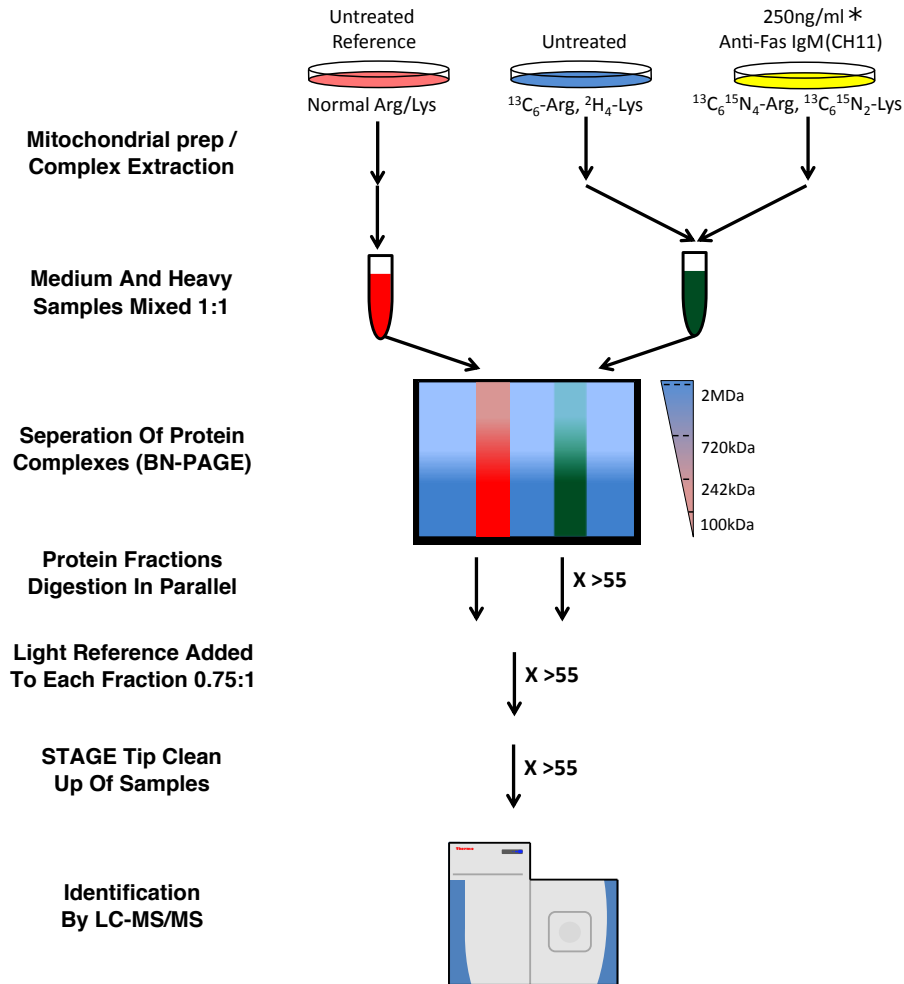 Untreated
Reference
Untreated
250ng/ml *
Anti-Fas IgM(CH11)
Normal Arg/Lys
¹³C₆-Arg, ²H₄-Lys
¹³C₆¹⁵N₄-Arg, ¹³C₆¹⁵N₂-Lys
Mitochondrial prep /
Complex Extraction
Medium And Heavy
Samples Mixed 1:1
Seperation Of Protein
Complexes (BN-PAGE)
2MDa
720kDa
242kDa
100kDa
Protein Fractions
Digestion In Parallel
X >55
Light Reference Added
To Each Fraction 0.75:1
X >55
STAGE Tip Clean
Up Of Samples
X >55
Thermo
Identification
By LC-MS/MS